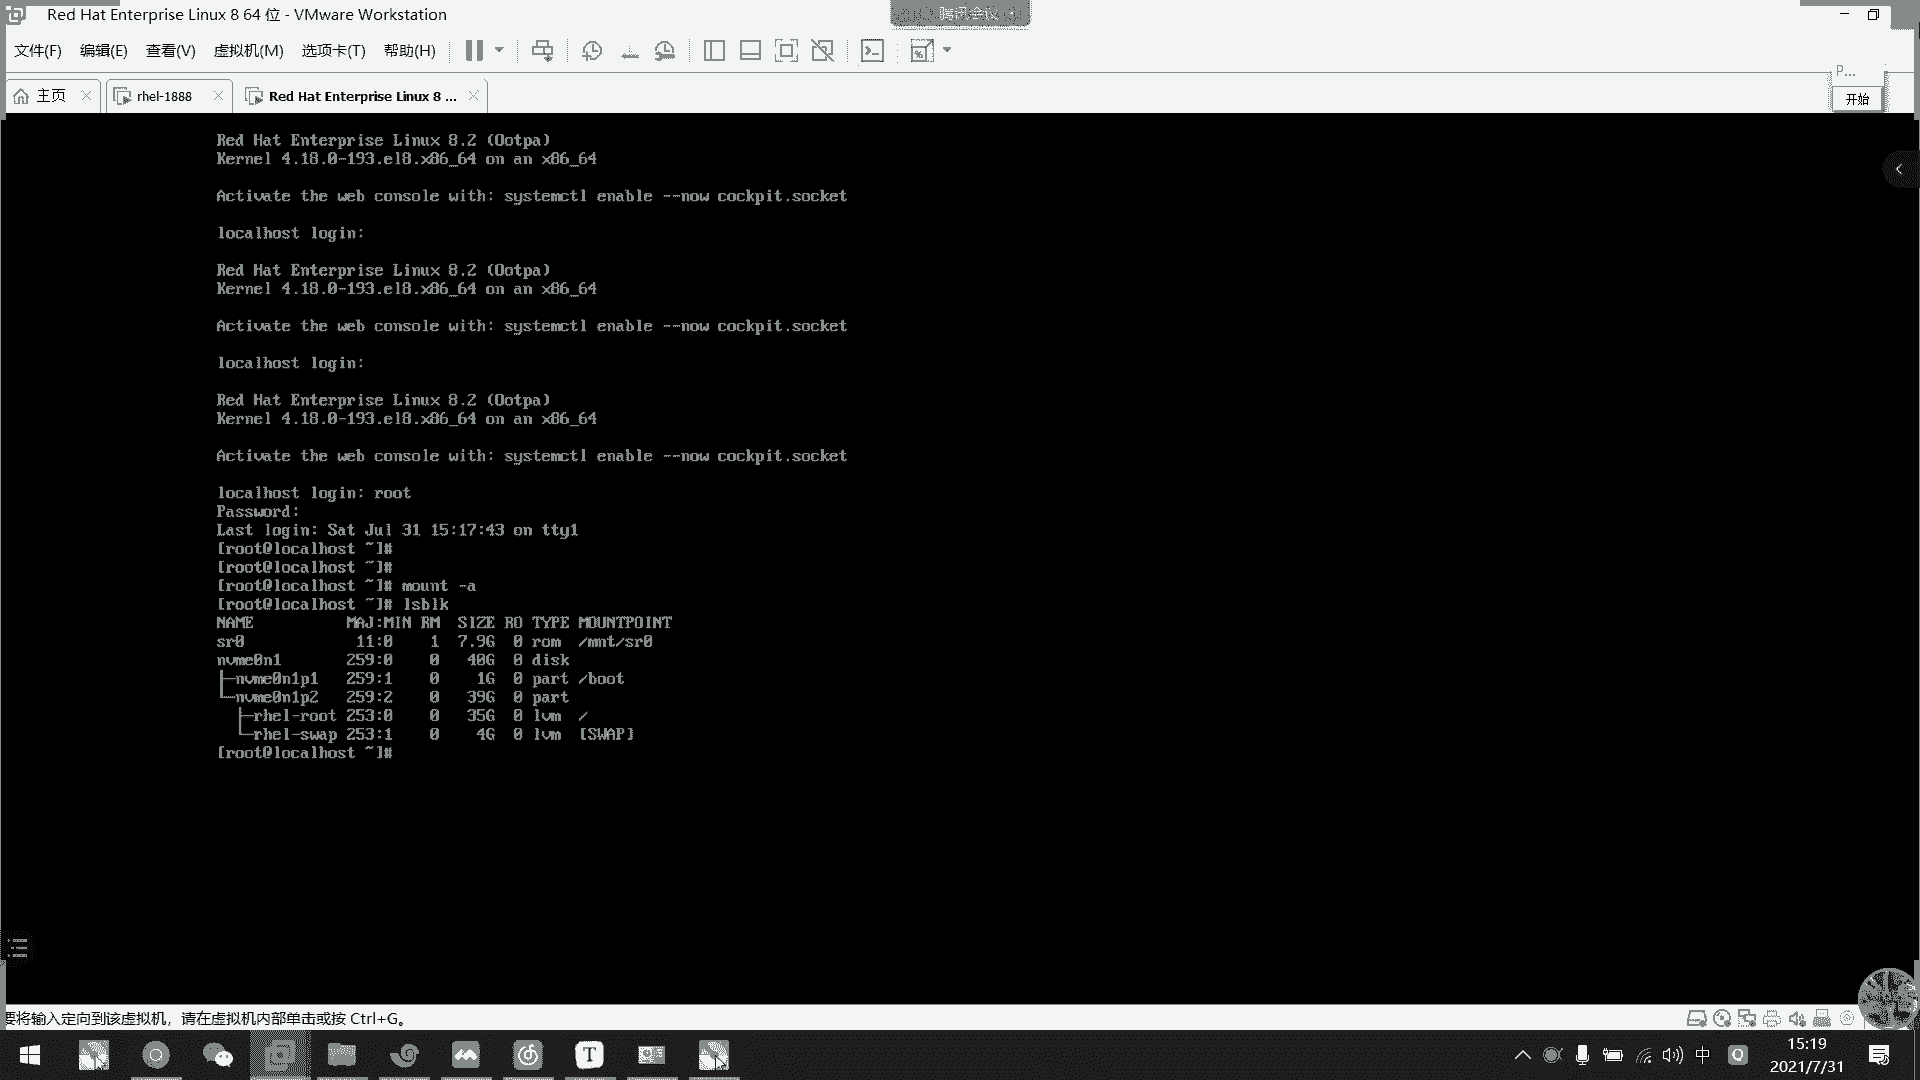 Red Hat Enterprise Linux 8 64 位 - VMware Workstation
腾讯会议
文件(F) 编辑(E) 查看(V) 虚拟机(M) 选项卡(T) 帮助(H)
P...
主页
rhel-1888
Red Hat Enterprise Linux 8 ...
开始
Red Hat Enterprise Linux 8.2 (Ootpa)
Kernel 4.18.0-193.el8.x86_64 on an x86_64
Activate the web console with: systemctl enable --now cockpit.socket
localhost login:
Red Hat Enterprise Linux 8.2 (Ootpa)
Kernel 4.18.0-193.el8.x86_64 on an x86_64
Activate the web console with: systemctl enable --now cockpit.socket
localhost login:
Red Hat Enterprise Linux 8.2 (Ootpa)
Kernel 4.18.0-193.el8.x86_64 on an x86_64
Activate the web console with: systemctl enable --now cockpit.socket
localhost login: root
Password:
Last login: Sat Jul 31 15:17:43 on tty1
[root@localhost ~]#
[root@localhost ~]#
[root@localhost ~]# mount -a
[root@localhost ~]# lsblk
NAME MAJ:MIN RM SIZE RO TYPE MOUNTPOINT
sr0 11:0 1 7.9G 0 rom /mnt/sr0
nvme0n1 259:0 0 40G 0 disk
├─nvme0n1p1 259:1 0 1G 0 part /boot
└─nvme0n1p2 259:2 0 39G 0 part
├─rhel-root 253:0 0 35G 0 lvm /
└─rhel-swap 253:1 0 4G 0 lvm [SWAP]
[root@localhost ~]#
要将输入定向到该虚拟机，请在虚拟机内部单击或按 Ctrl+G。
中
15:19
2021/7/31